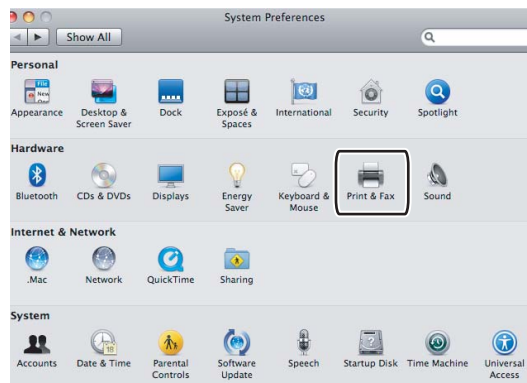 System Preferences
Show All
Personal
Appearance
Desktop &
Screen Saver
Dock
Exposé &
Spaces
International
Security
Spotlight
Hardware
Bluetooth
CDs & DVDs
Displays
Energy
Saver
Keyboard &
Mouse
Print & Fax
Sound
Internet & Network
.Mac
Network
QuickTime
Sharing
System
Accounts
Date & Time
Parental
Controls
Software
Update
Speech
Startup Disk
Time Machine
Universal
Access